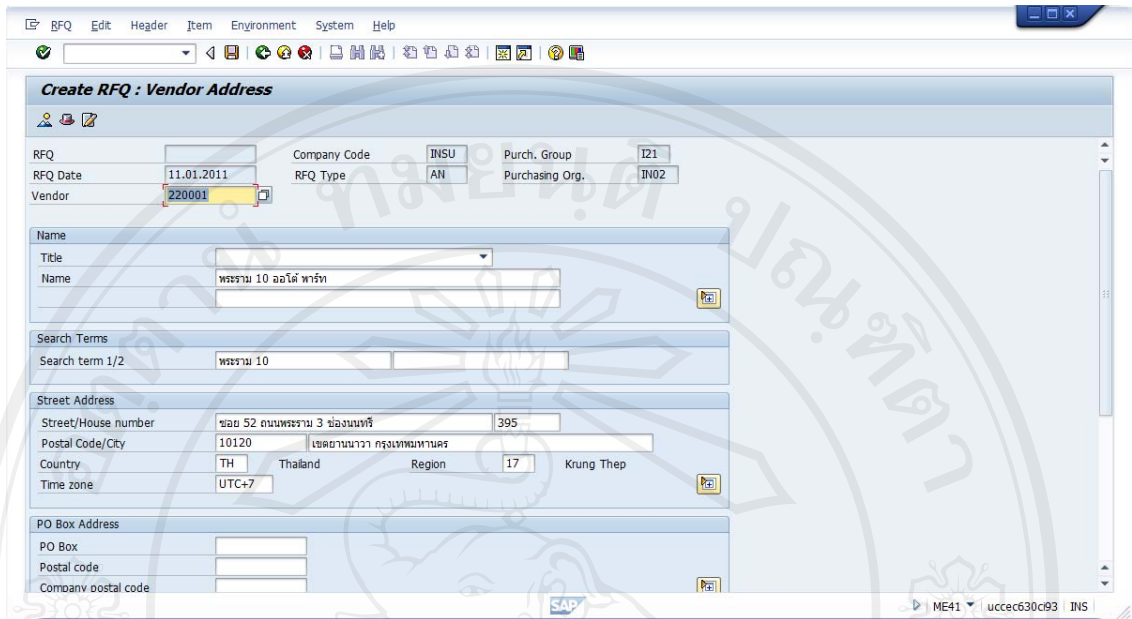 RFQ Edit Header Item Environment System Help
Create RFQ : Vendor Address
RFQ Company Code INSU Purch. Group I21
RFQ Date 11.01.2011 RFQ Type AN Purchasing Org. IN02
Vendor 220001
Name
Title
Name พระราม 10 ออโต้ พาร์ท
Search Terms
Search term 1/2 พระราม 10
Street Address
Street/House number ซอย 52 ถนนพระราม 3 ช่องนนทรี 395
Postal Code/City 10120 เขตยานนาวา กรุงเทพมหานคร
Country TH Thailand Region 17 Krung Thep
Time zone UTC+7
PO Box Address
PO Box
Postal code
Company postal code
SAP
ME41 uccec630ci93 INS